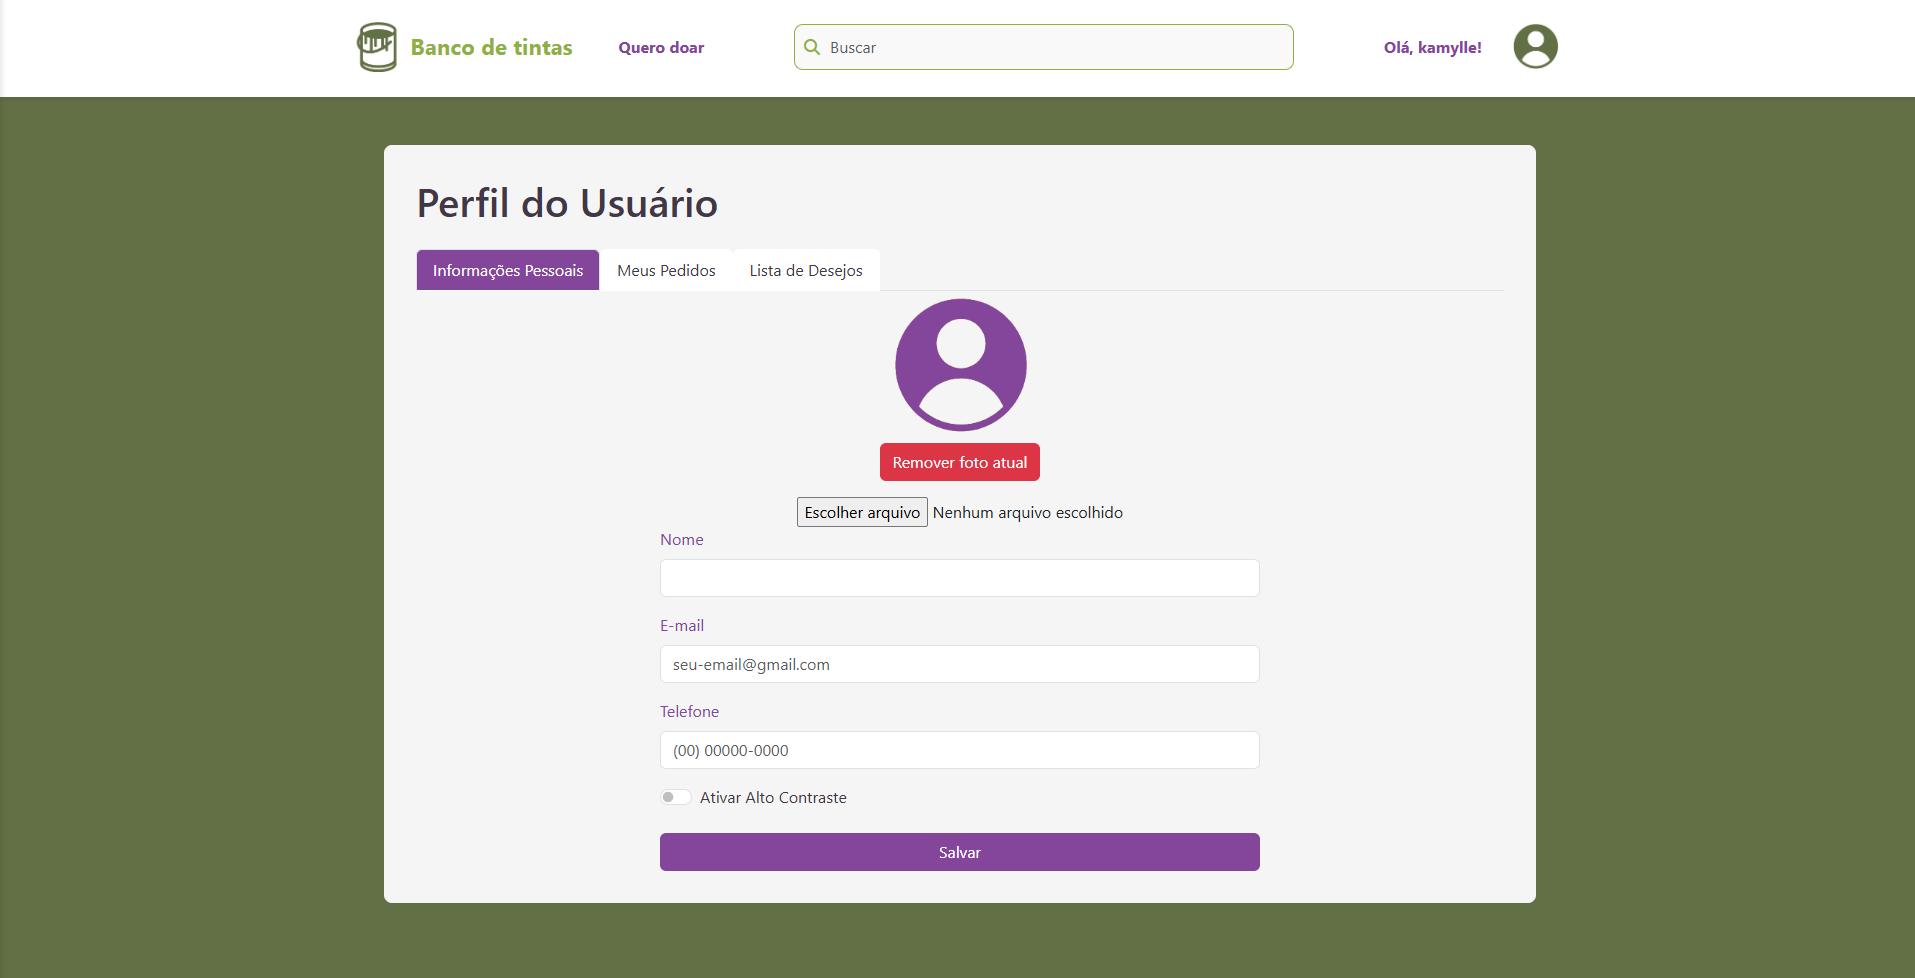 Banco de tintas
Quero doar
Buscar
Olá, kamylle!
Perfil do Usuário
Informações Pessoais
Meus Pedidos
Lista de Desejos
Remover foto atual
Escolher arquivo Nenhum arquivo escolhido
Nome
E-mail
seu-email@gmail.com
Telefone
(00) 00000-0000
Ativar Alto Contraste
Salvar